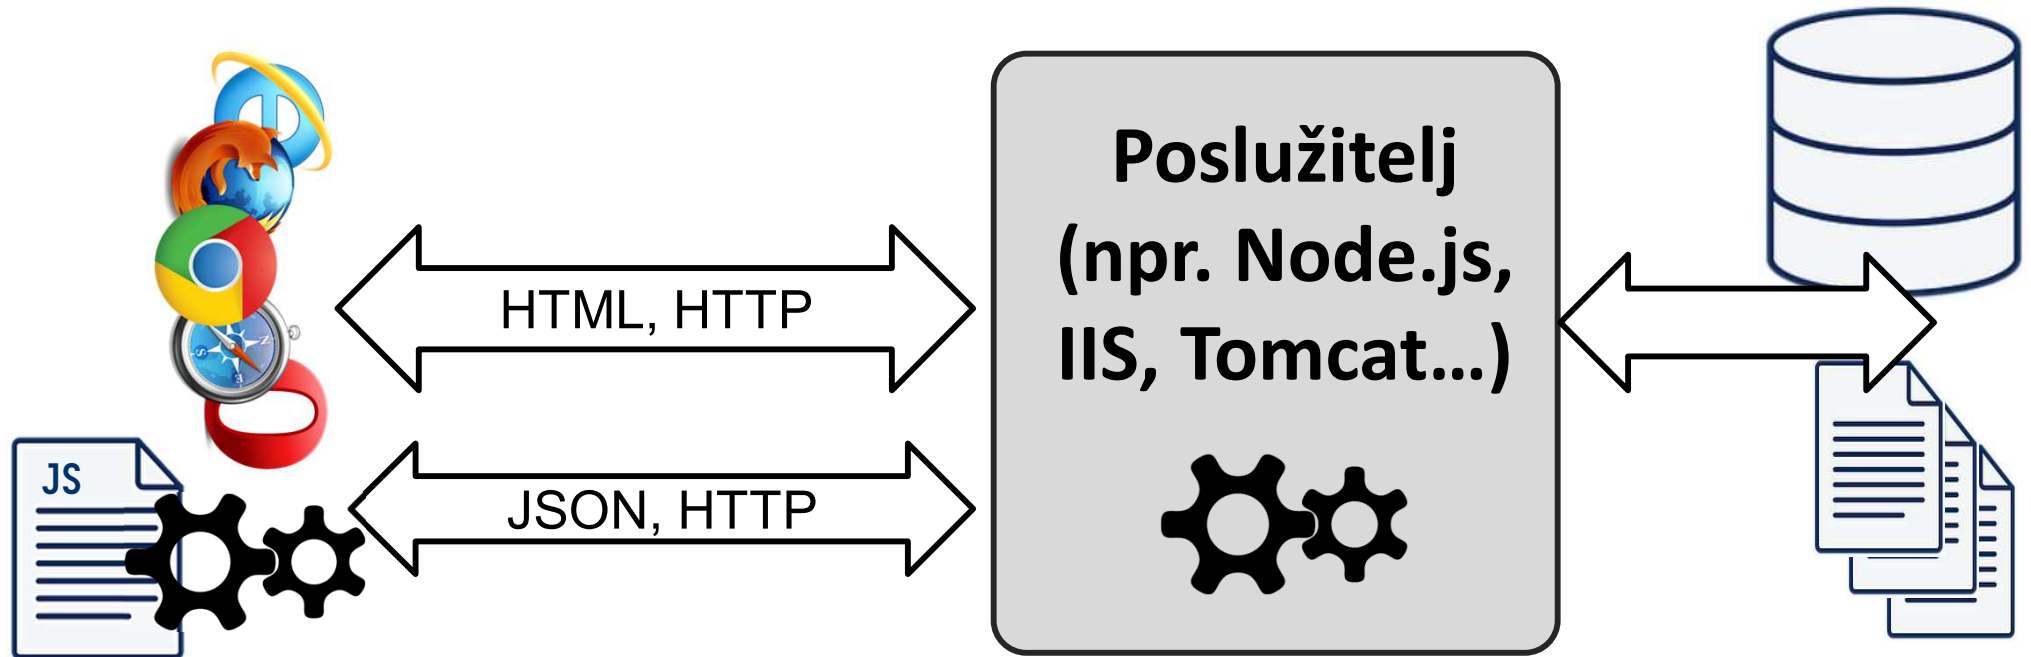 Poslužitelj
(npr. Node.js,
IIS, Tomcat...)
HTML, HTTP
JSON, HTTP
JS